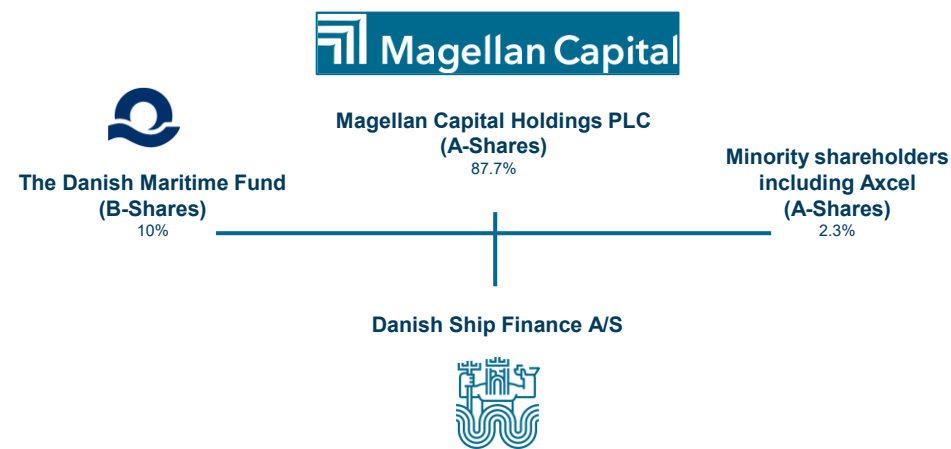 Magellan Capital
Magellan Capital Holdings PLC
(A-Shares)
87.7%
The Danish Maritime Fund
(B-Shares)
10%
Minority shareholders
including Axcel
(A-Shares)
2.3%
Danish Ship Finance A/S